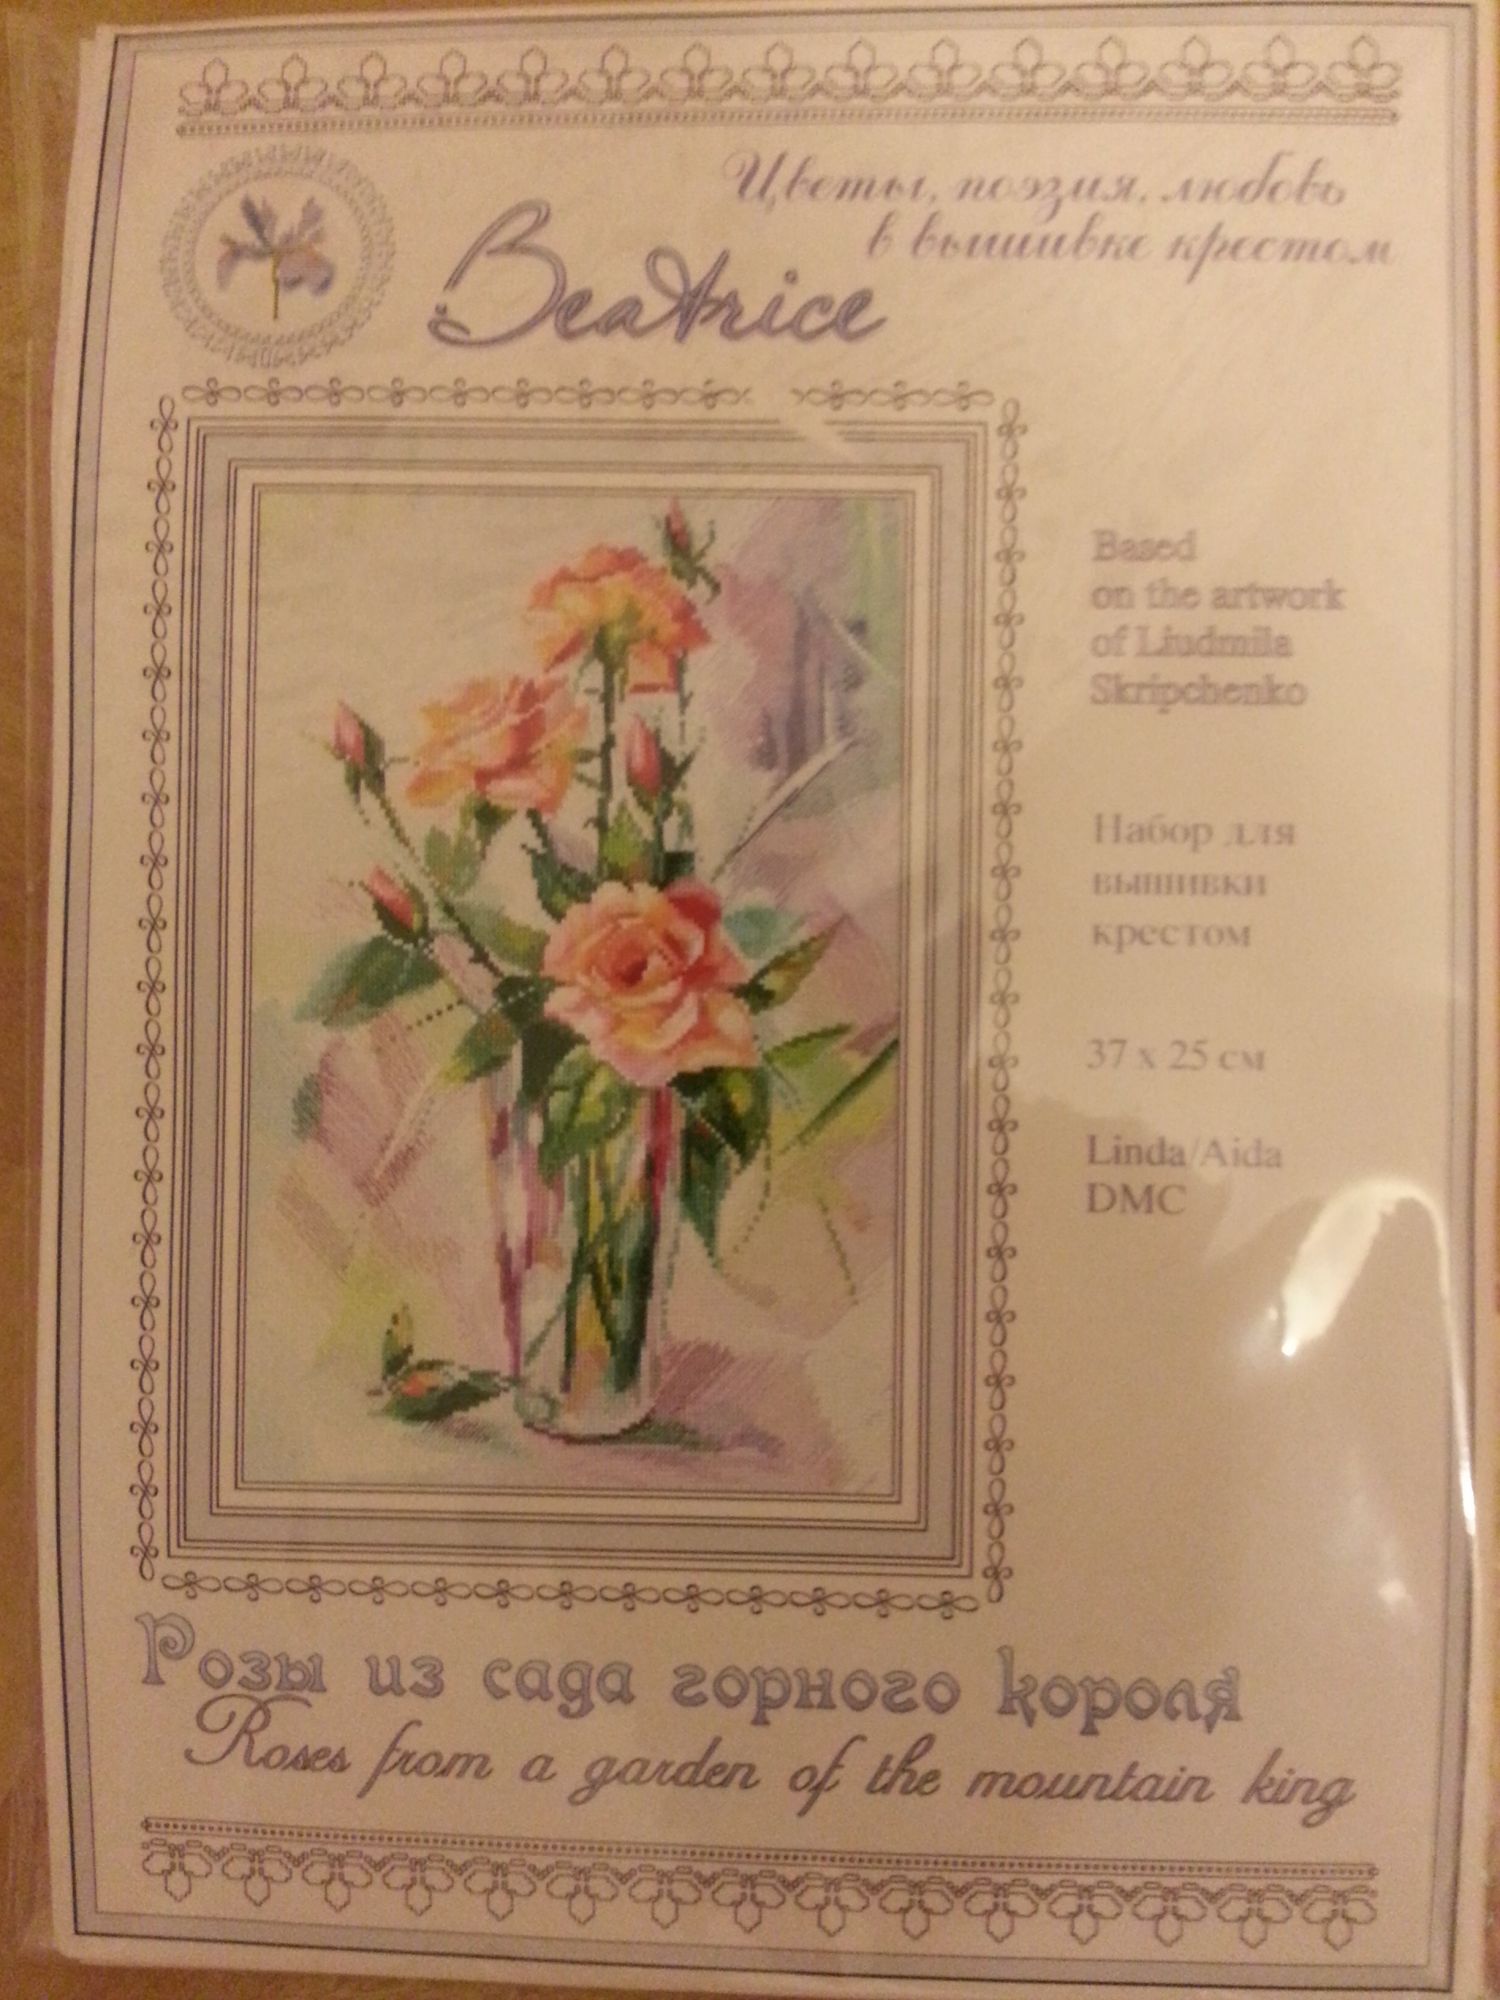 Цветы, поэзия, любовь
в вышивке крестом
Beatrice
Based
on the artwork
of Liudmila
Skripchenko
Набор для
вышивки
крестом
37 x 25 см
Linda/Aida
DMC
Розы из сада горного короля
Roses from a garden of the mountain king